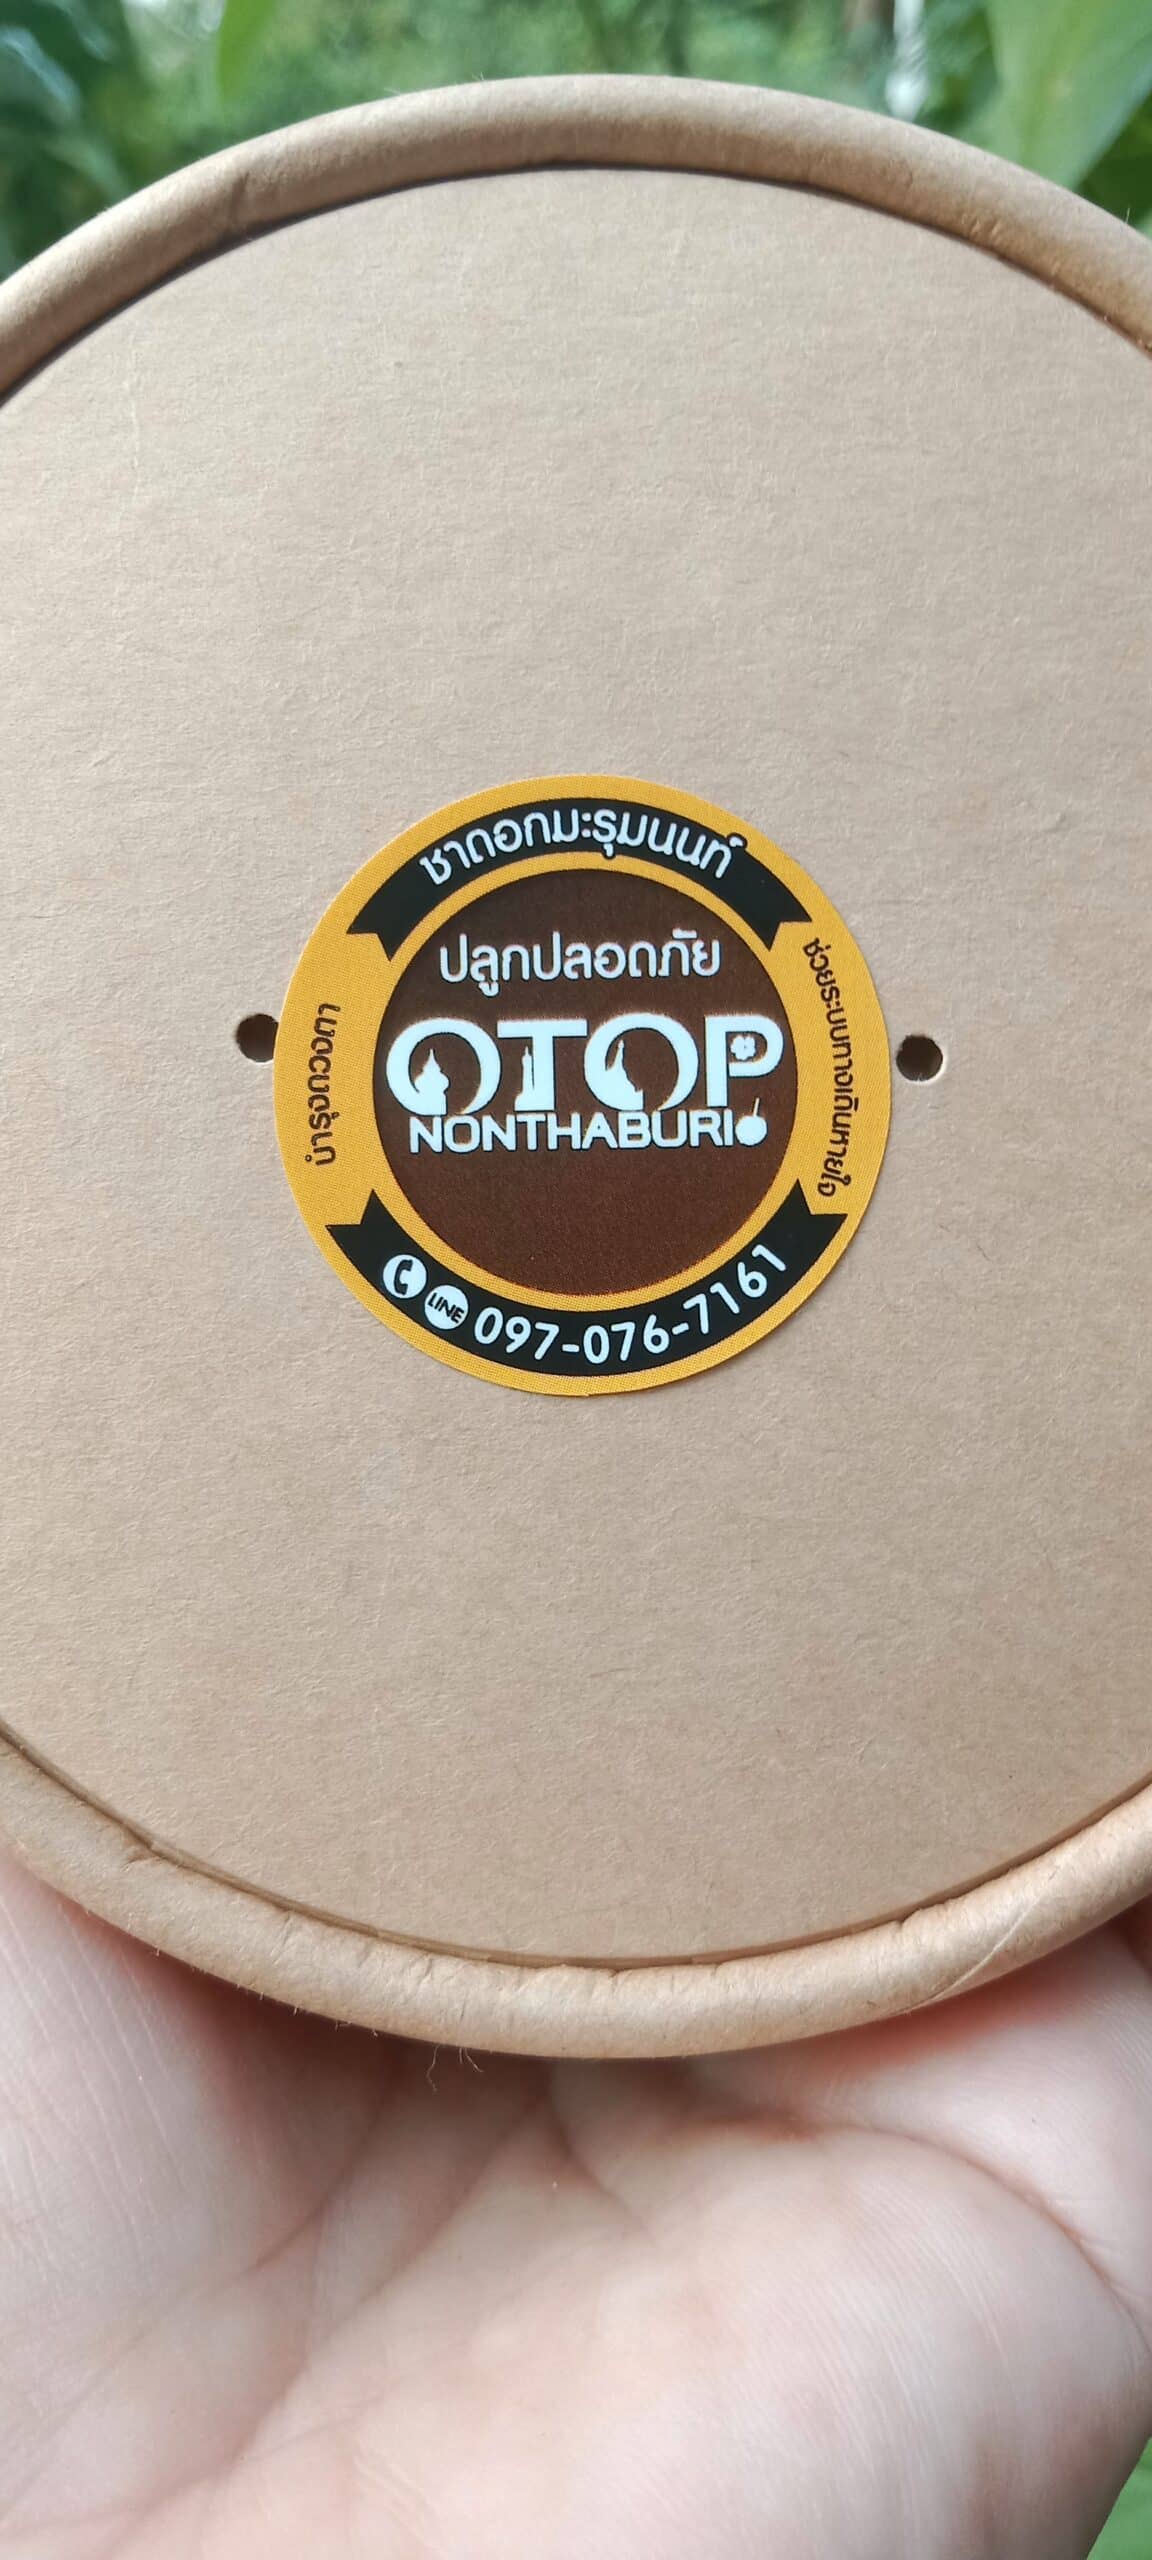 ชาดอกมะรุมนนท์
ปลูกปลอดภัย
OTOP
NONTHABURI
บำรุงดวงตา
ช่วยระบบทางเดินหายใจ
LINE 097-076-7161